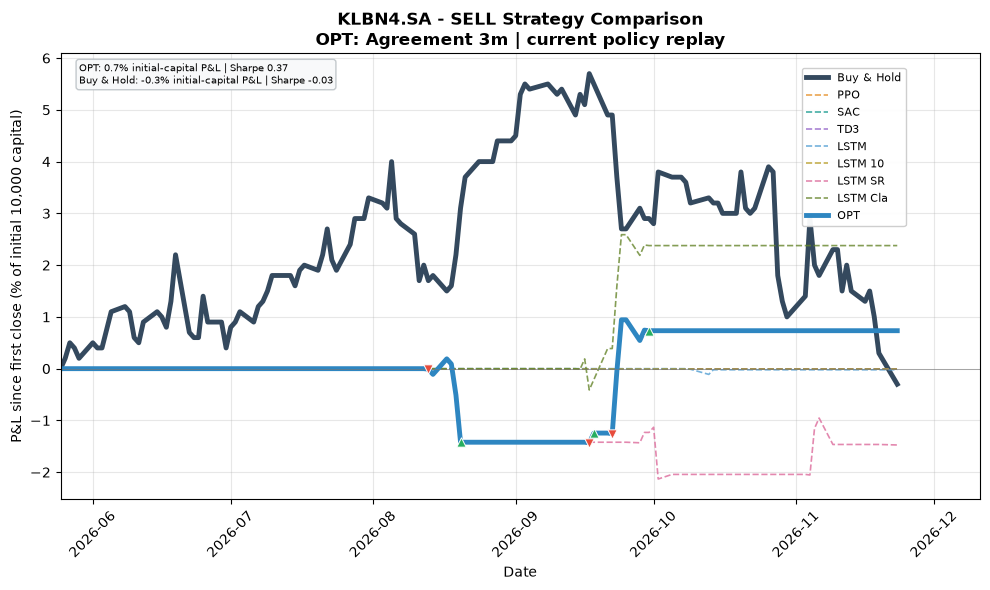 KLBN4.SA - SELL Strategy Comparison
OPT: Agreement 3m | current policy replay
OPT: 0.7% initial-capital P&L | Sharpe 0.37
Buy & Hold: -0.3% initial-capital P&L | Sharpe -0.03
Buy & Hold
PPO
SAC
TD3
LSTM
LSTM 10
LSTM SR
LSTM Cla
OPT
P&L since first close (% of initial 10,000 capital)
6
5
4
3
2
1
0
−1
−2
2026-06
2026-07
2026-08
2026-09
2026-10
2026-11
2026-12
Date